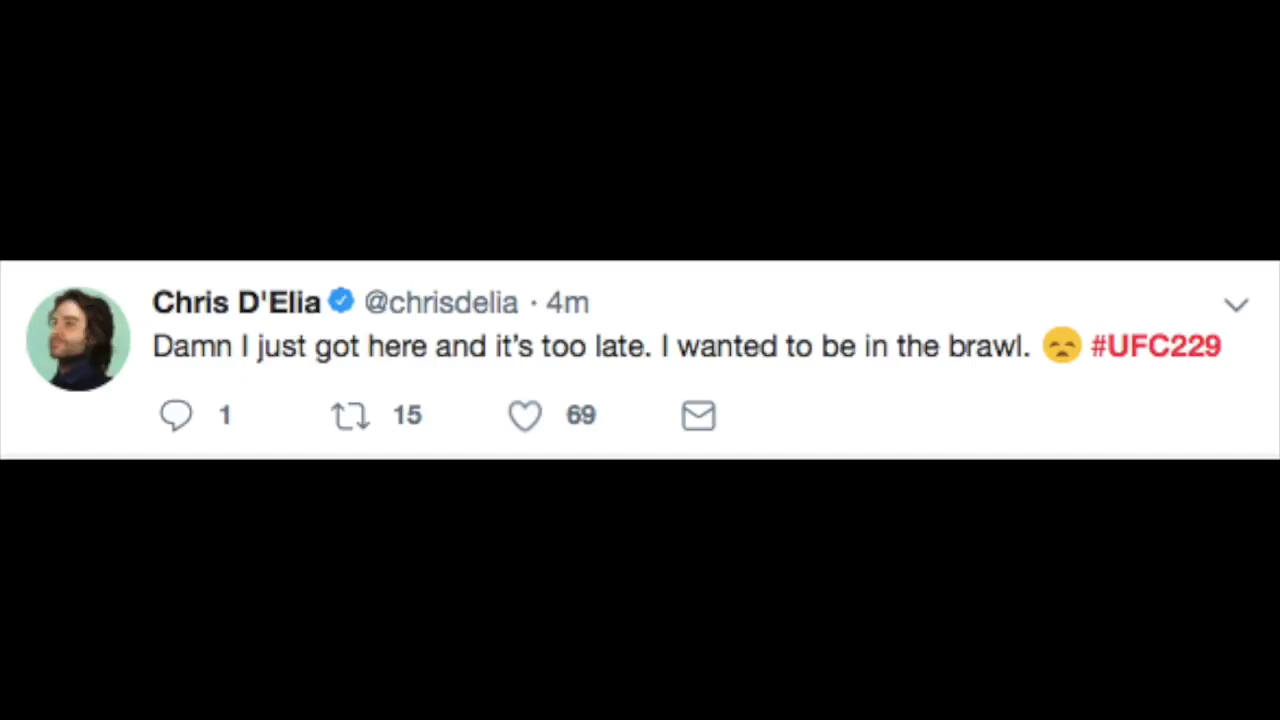 Chris D'Elia @chrisdelia · 4m
Damn I just got here and it's too late. I wanted to be in the brawl. 😞 #UFC229
1 15 69